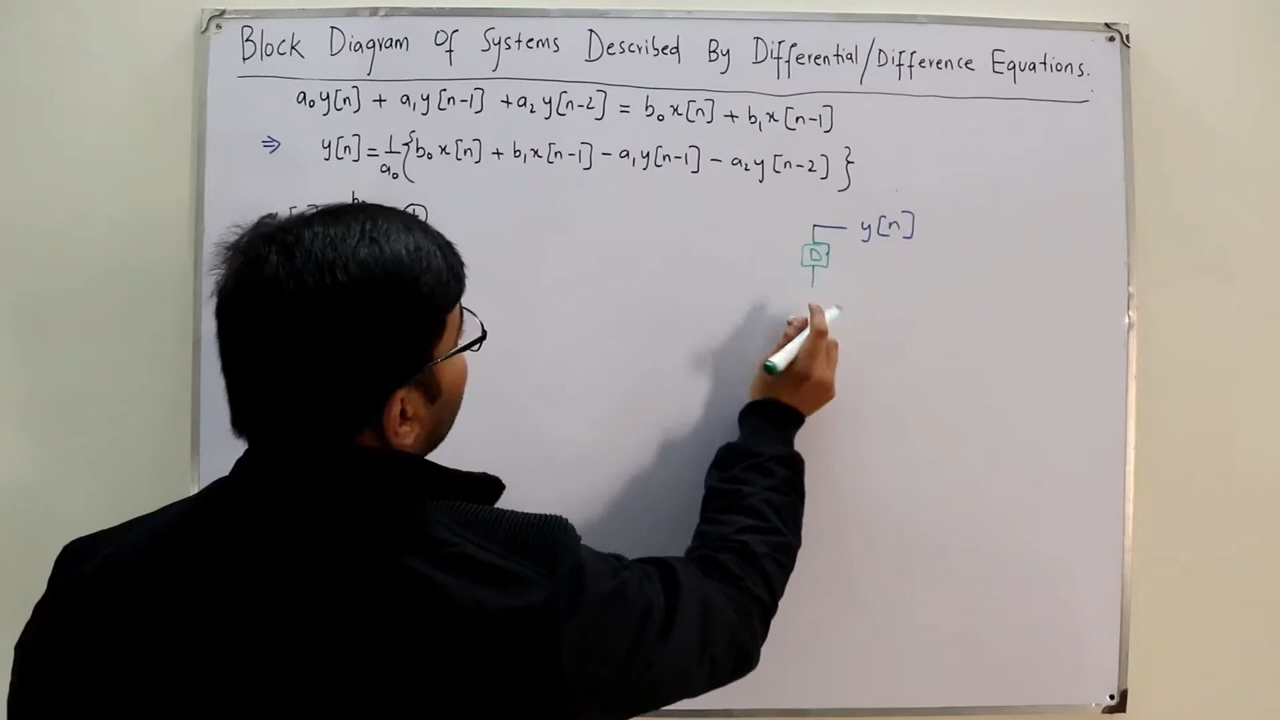 Block Diagram Of Systems Described By Differential/Difference Equations.
a₀y[n] + a₁y[n-1] + a₂y[n-2] = b₀x[n] + b₁x[n-1]
⇒ y[n] = 1/a₀ {b₀x[n] + b₁x[n-1] - a₁y[n-1] - a₂y[n-2] }
y[n]
D